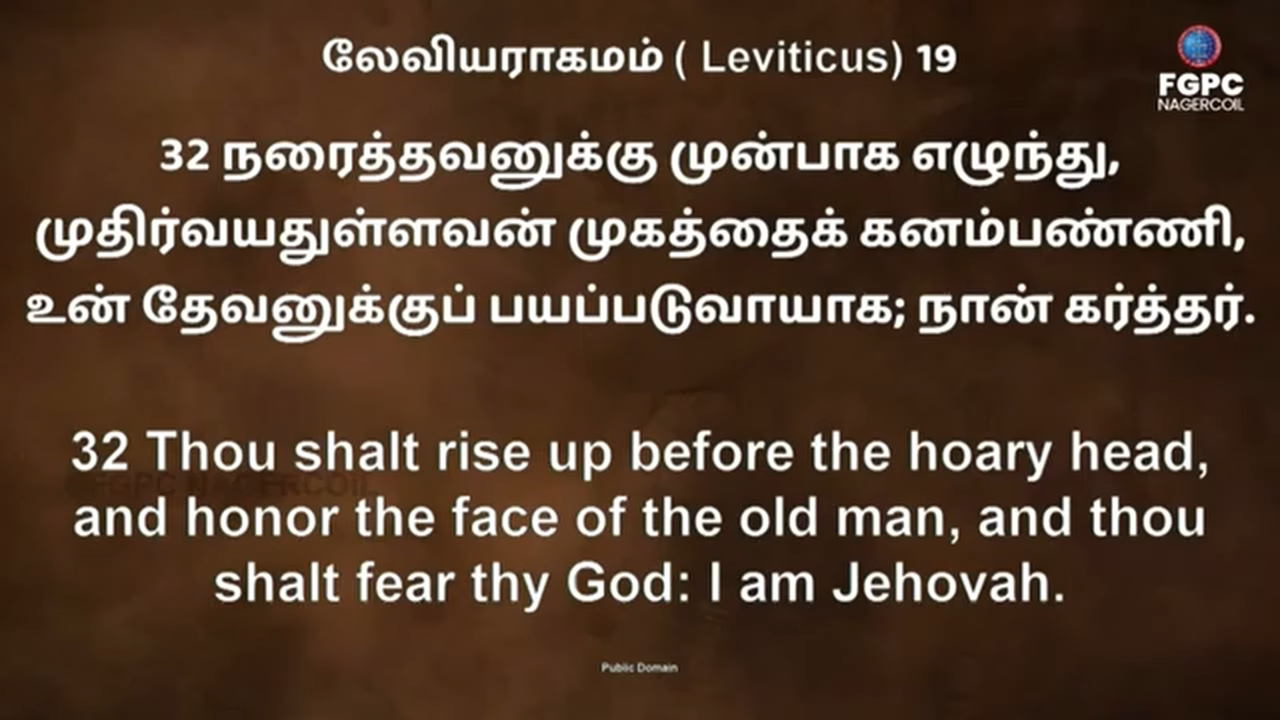 லேவியராகமம் ( Leviticus) 19
FGPC
NAGERCOIL
32 நரைத்தவனுக்கு முன்பாக எழுந்து,
முதிர்வயதுள்ளவன் முகத்தைக் கனம்பண்ணி,
உன் தேவனுக்குப் பயப்படுவாயாக; நான் கர்த்தர்.
32 Thou shalt rise up before the hoary head,
FGPC NAGERCOIL
and honor the face of the old man, and thou
shalt fear thy God: I am Jehovah.
Public Domain